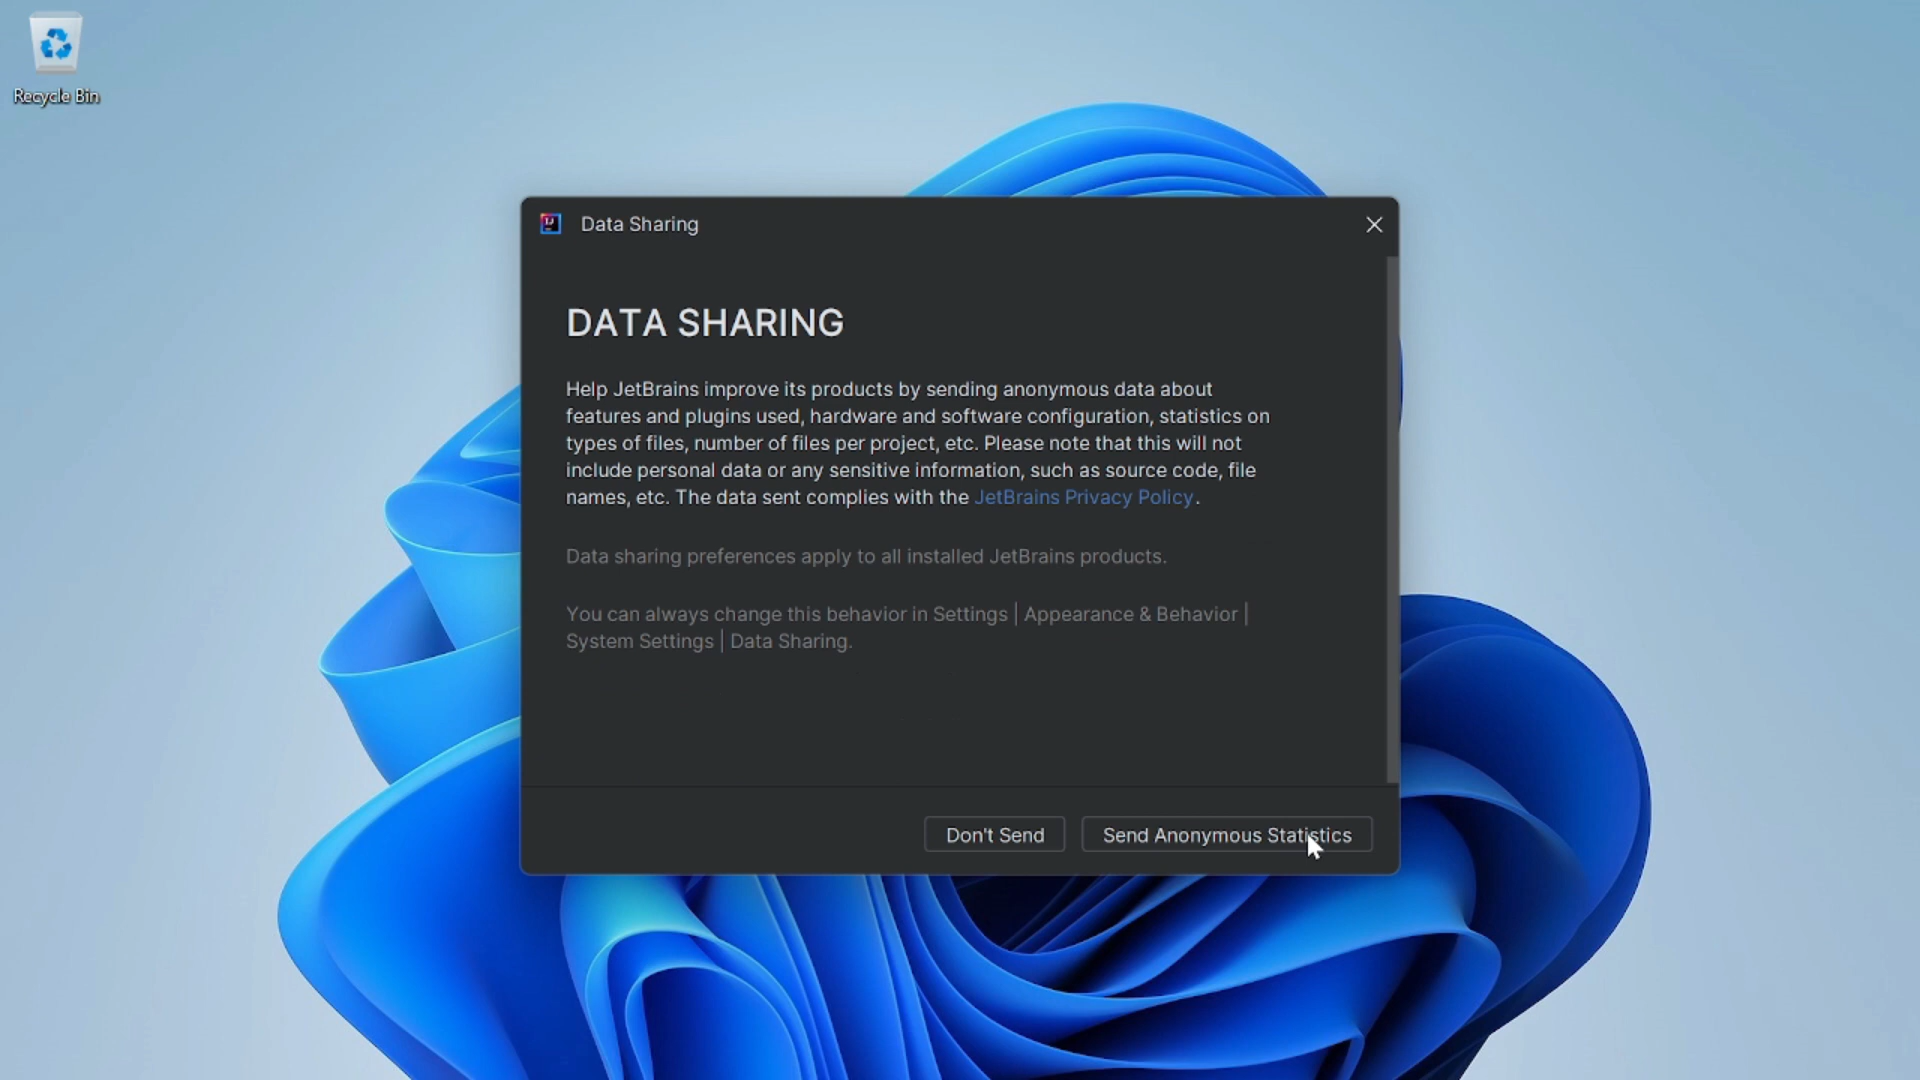 Recycle Bin
Data Sharing
DATA SHARING
Help JetBrains improve its products by sending anonymous data about
features and plugins used, hardware and software configuration, statistics on
types of files, number of files per project, etc. Please note that this will not
include personal data or any sensitive information, such as source code, file
names, etc. The data sent complies with the JetBrains Privacy Policy.
Data sharing preferences apply to all installed JetBrains products.
You can always change this behavior in Settings | Appearance & Behavior |
System Settings | Data Sharing.
Don't Send
Send Anonymous Statistics